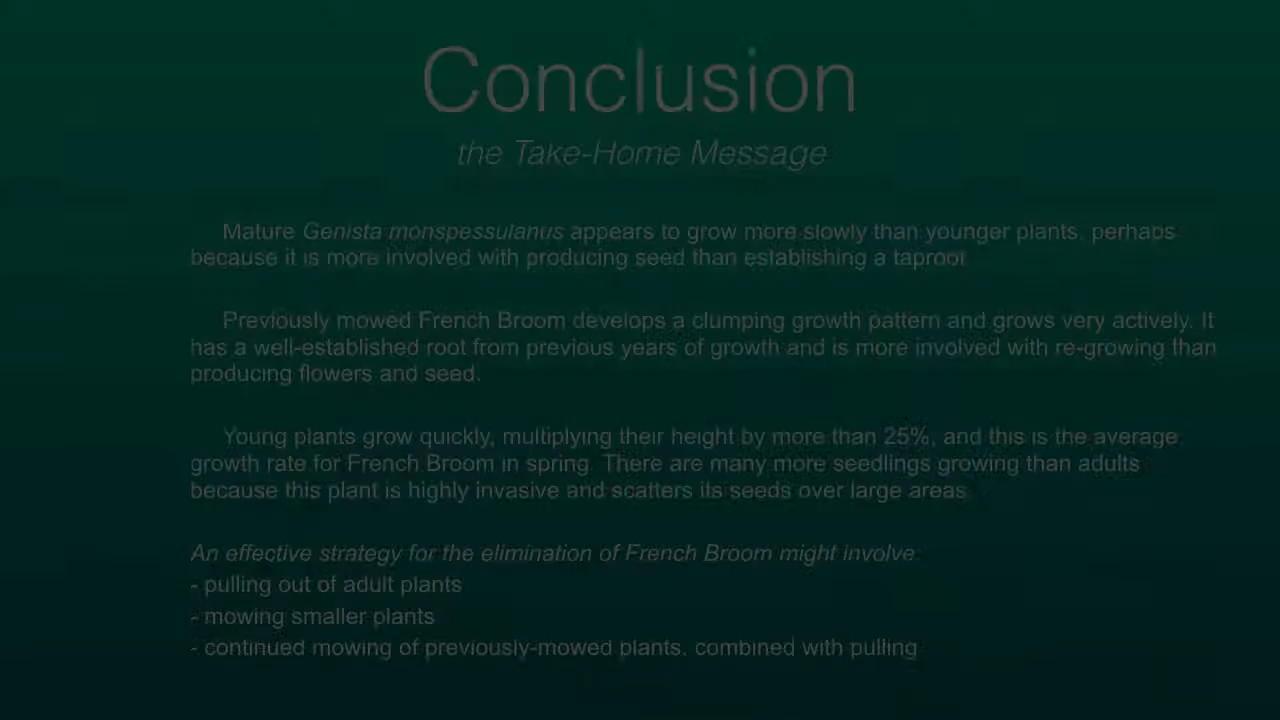 Conclusion
the Take-Home Message
Mature Genista monspessulanus appears to grow more slowly than younger plants, perhaps
because it is more involved with producing seed than establishing a taproot
Previously mowed French Broom develops a clumping growth pattern and grows very actively. It
has a well-established root from previous years of growth and is more involved with re-growing than
producing flowers and seed.
Young plants grow quickly, multiplying their height by more than 25%, and this is the average
growth rate for French Broom in spring. There are many more seedlings growing than adults
because this plant is highly invasive and scatters its seeds over large areas.
An effective strategy for the elimination of French Broom might involve:
- pulling out of adult plants
- mowing smaller plants
- continued mowing of previously-mowed plants, combined with pulling